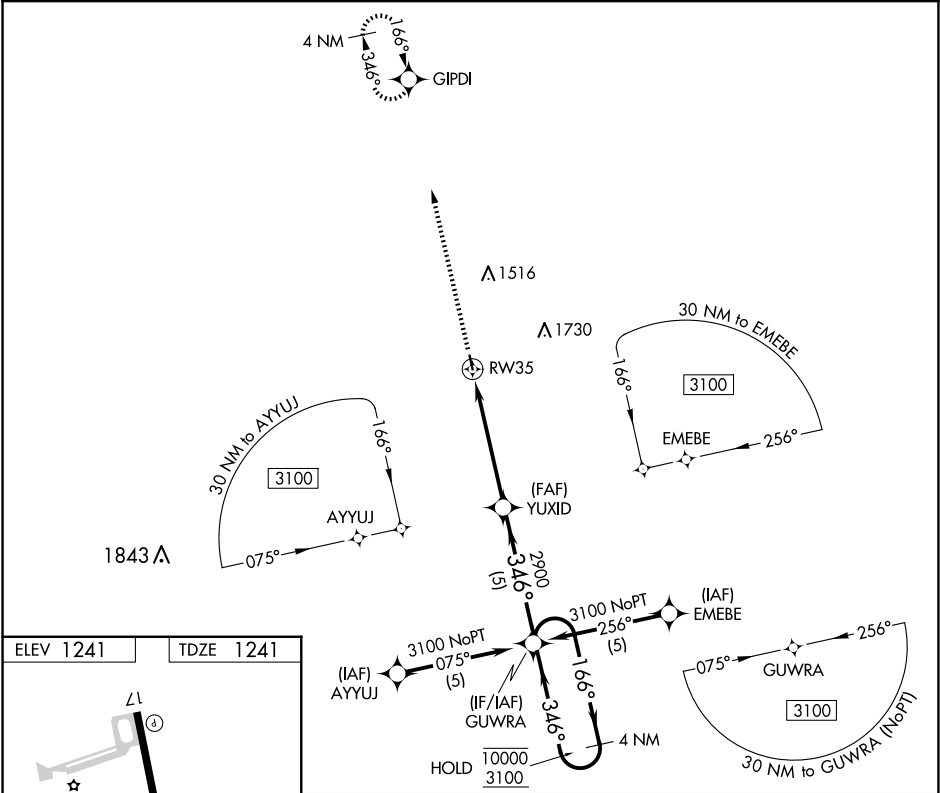 4 NM
166°
346°
GIPDI
1516
1730
RW35
30 NM to EMEBE
166°
3100
EMEBE
256°
30 NM to AYYUJ
166°
3100
AYYUJ
075°
(FAF)
YUXID
1843
346°
2900
(5)
(IAF)
EMEBE
3100 NoPT
256°
(5)
3100 NoPT
075°
(5)
(IAF)
AYYUJ
(IF/IAF)
GUWRA
166°
346°
4 NM
HOLD
10000
3100
075°
256°
GUWRA
3100
30 NM to GUWRA (NoPT)
ELEV 1241
TDZE 1241
17
P